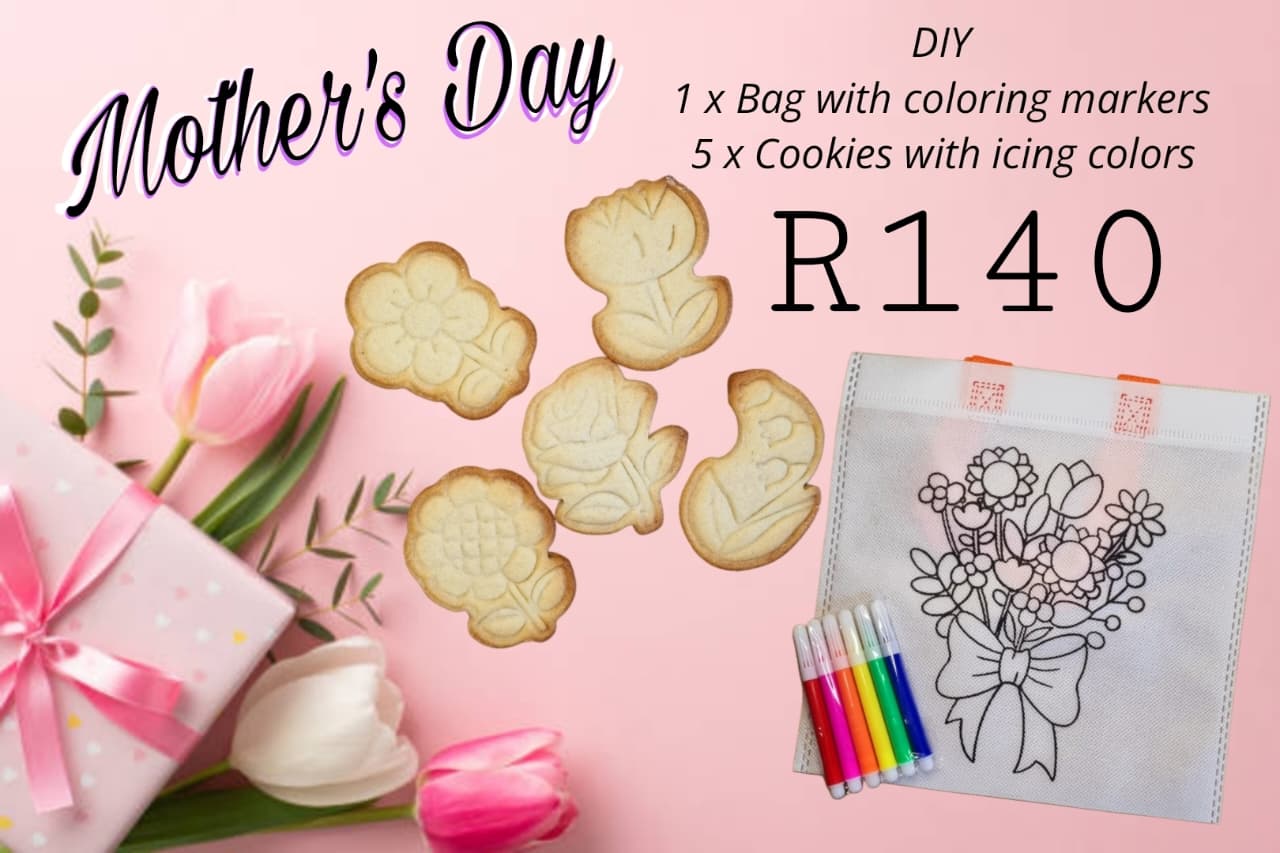 Mother's Day
DIY
1 x Bag with coloring markers
5 x Cookies with icing colors
R140